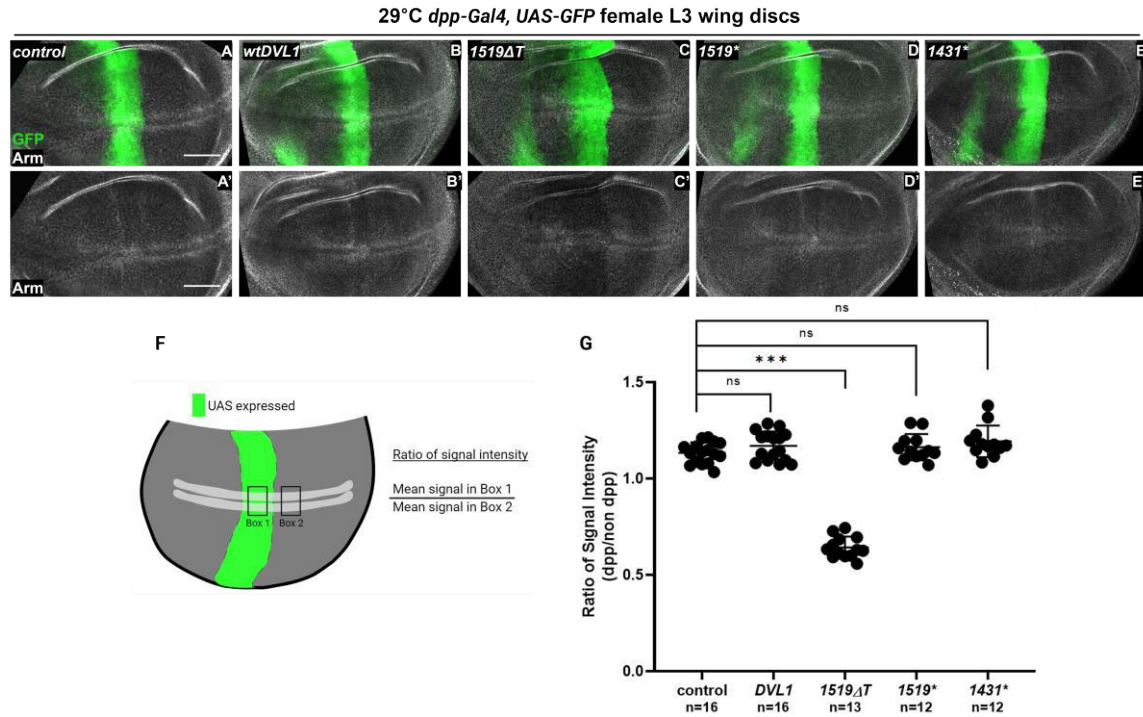 29°C dpp-Gal4, UAS-GFP female L3 wing discs
control
A
wtDVL1
B
1519ΔT
C
1519*
D
1431*
E
GFP
Arm
A'
B'
C'
D'
E
Arm
F
UAS expressed
Ratio of signal intensity
Mean signal in Box 1
Mean signal in Box 2
Box 1
Box 2
G
ns
ns
***
ns
Ratio of Signal Intensity
(dpp/non dpp)
1.5
1.0
0.5
0.0
control DVL1 1519ΔT 1519* 1431*
n=16 n=16 n=13 n=12 n=12